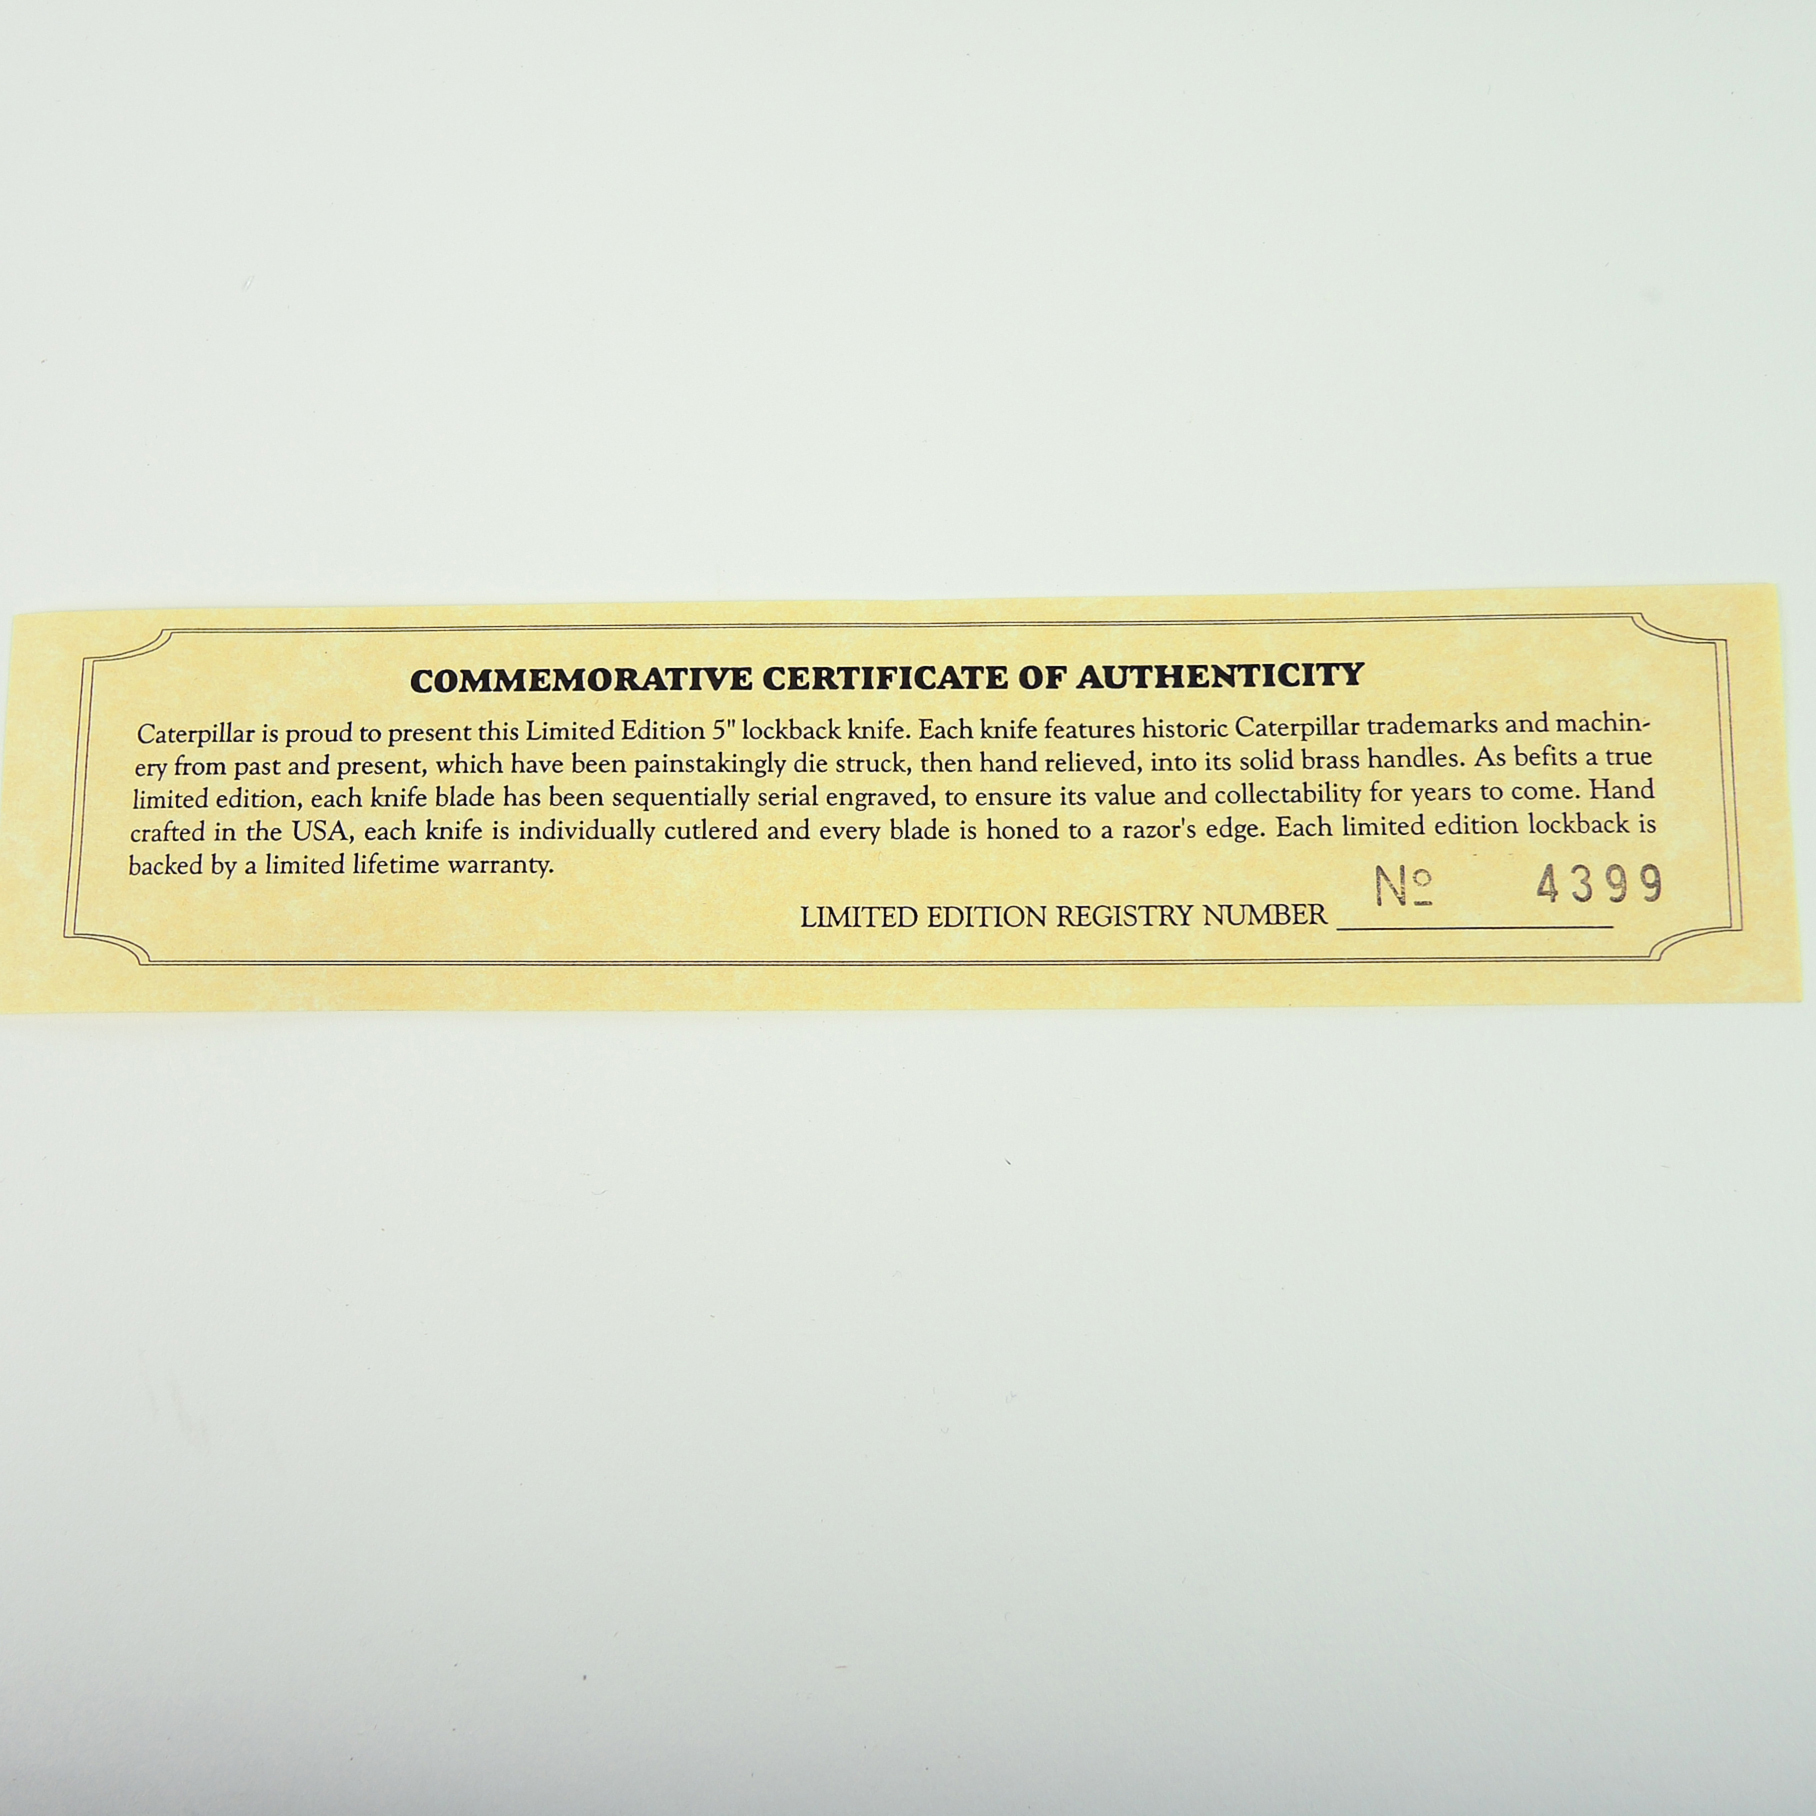 COMMEMORATIVE CERTIFICATE OF AUTHENTICITY
Caterpillar is proud to present this Limited Edition 5" lockback knife. Each knife features historic Caterpillar trademarks and machin-
ery from past and present, which have been painstakingly die struck, then hand relieved, into its solid brass handles. As befits a true
limited edition, each knife blade has been sequentially serial engraved, to ensure its value and collectability for years to come. Hand
crafted in the USA, each knife is individually cutlered and every blade is honed to a razor's edge. Each limited edition lockback is
backed by a limited lifetime warranty.
LIMITED EDITION REGISTRY NUMBER Nº 4399